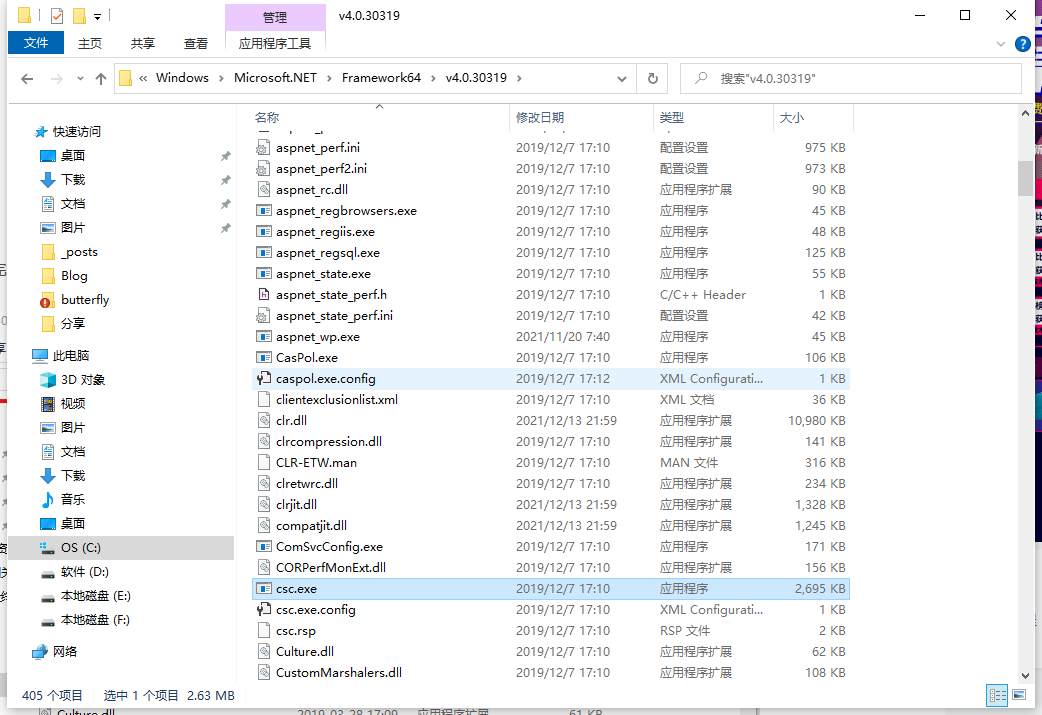 管理
v4.0.30319
文件 主页 共享 查看 应用程序工具
« Windows › Microsoft.NET › Framework64 › v4.0.30319 ›
搜索"v4.0.30319"
名称 修改日期 类型 大小
aspnet_perf.ini 2019/12/7 17:10 配置设置 975 KB
aspnet_perf2.ini 2019/12/7 17:10 配置设置 973 KB
aspnet_rc.dll 2019/12/7 17:10 应用程序扩展 90 KB
aspnet_regbrowsers.exe 2019/12/7 17:10 应用程序 45 KB
aspnet_regiis.exe 2019/12/7 17:10 应用程序 48 KB
aspnet_regsql.exe 2019/12/7 17:10 应用程序 125 KB
aspnet_state.exe 2019/12/7 17:10 应用程序 55 KB
aspnet_state_perf.h 2019/12/7 17:10 C/C++ Header 1 KB
aspnet_state_perf.ini 2019/12/7 17:10 配置设置 42 KB
aspnet_wp.exe 2021/11/20 7:40 应用程序 45 KB
CasPol.exe 2019/12/7 17:10 应用程序 106 KB
caspol.exe.config 2019/12/7 17:12 XML Configurati... 1 KB
clientexclusionlist.xml 2019/12/7 17:10 XML 文档 36 KB
clr.dll 2021/12/13 21:59 应用程序扩展 10,980 KB
clrcompression.dll 2019/12/7 17:10 应用程序扩展 141 KB
CLR-ETW.man 2019/12/7 17:10 MAN 文件 316 KB
clretwrc.dll 2019/12/7 17:10 应用程序扩展 234 KB
clrjit.dll 2021/12/13 21:59 应用程序扩展 1,328 KB
compatjit.dll 2021/12/13 21:59 应用程序扩展 1,245 KB
ComSvcConfig.exe 2019/12/7 17:10 应用程序 171 KB
CORPerfMonExt.dll 2019/12/7 17:10 应用程序扩展 156 KB
csc.exe 2019/12/7 17:10 应用程序 2,695 KB
csc.exe.config 2019/12/7 17:10 XML Configurati... 1 KB
csc.rsp 2019/12/7 17:10 RSP 文件 2 KB
Culture.dll 2019/12/7 17:10 应用程序扩展 62 KB
CustomMarshalers.dll 2019/12/7 17:10 应用程序扩展 108 KB
快速访问
桌面
下载
文档
图片
_posts
Blog
butterfly
分享
此电脑
3D 对象
视频
图片
文档
下载
音乐
桌面
OS (C:)
软件 (D:)
本地磁盘 (E:)
本地磁盘 (F:)
网络
405 个项目 选中 1 个项目 2.63 MB